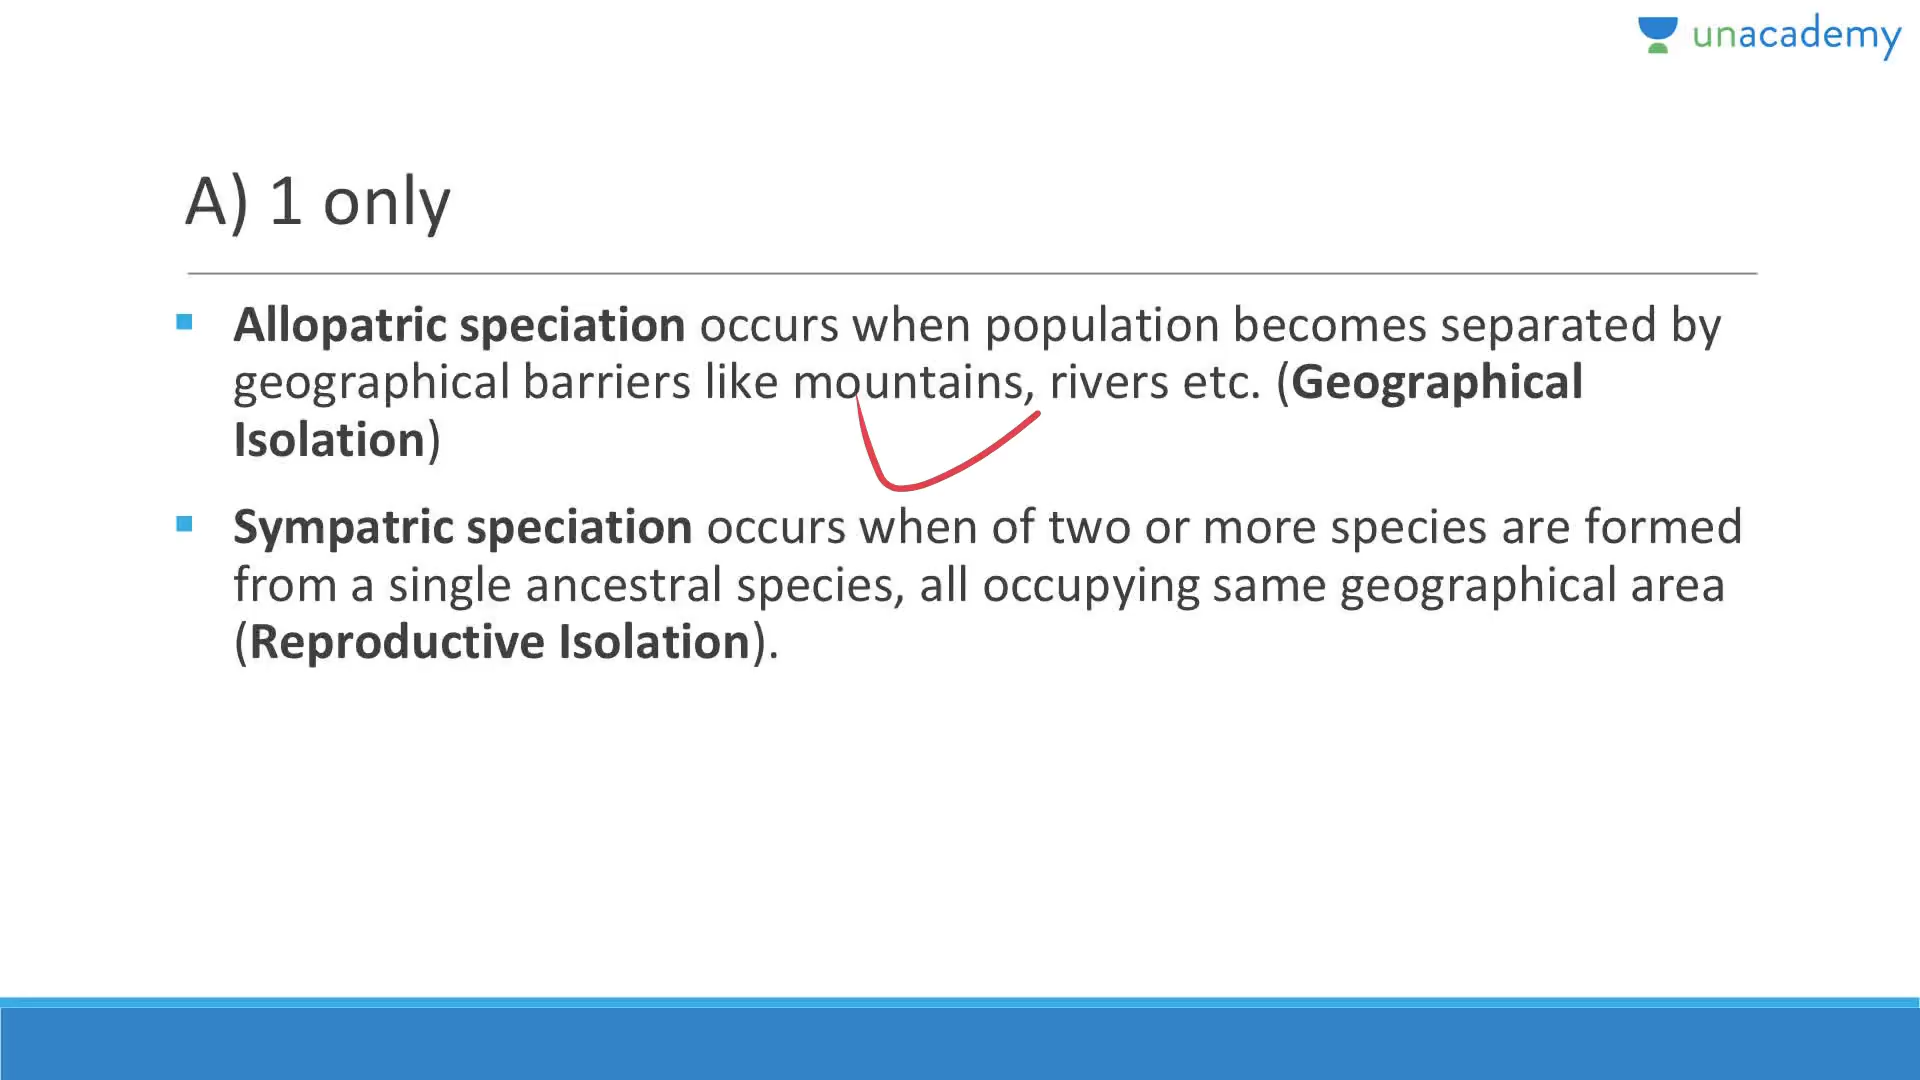 unacademy
A) 1 only
Allopatric speciation occurs when population becomes separated by
geographical barriers like mountains, rivers etc. (Geographical
Isolation)
Sympatric speciation occurs when of two or more species are formed
from a single ancestral species, all occupying same geographical area
(Reproductive Isolation).